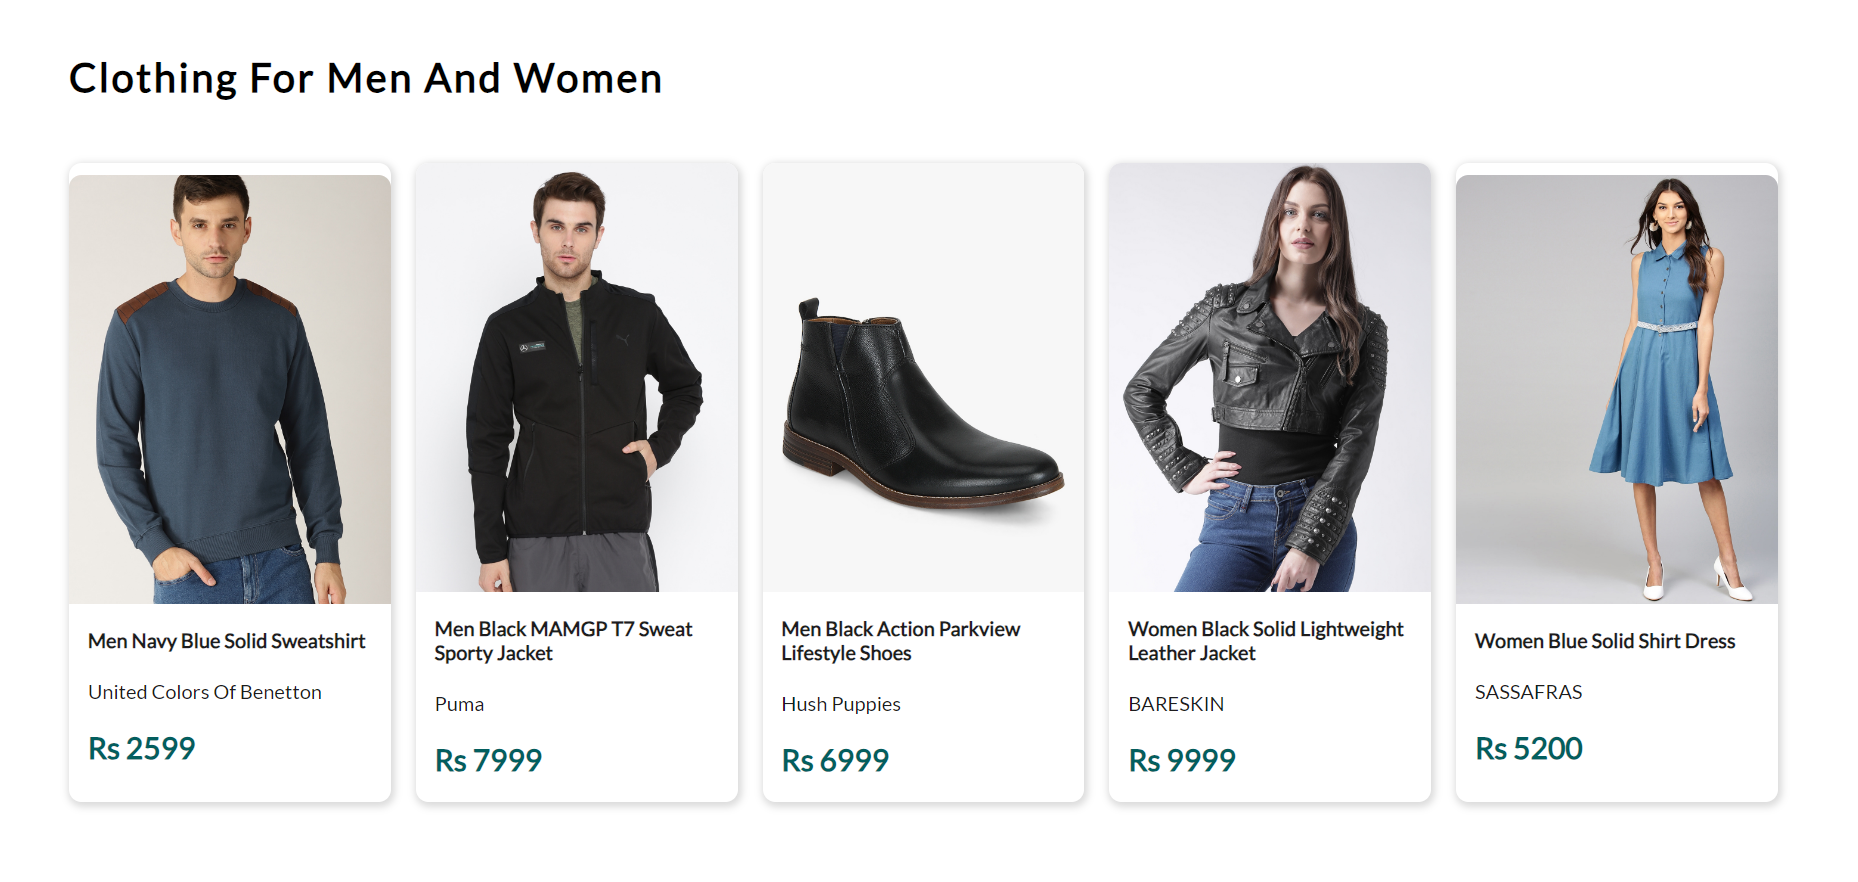 Clothing For Men And Women
Men Navy Blue Solid Sweatshirt
United Colors Of Benetton
Rs 2599
Men Black MAMGP T7 Sweat
Sporty Jacket
Puma
Rs 7999
Men Black Action Parkview
Lifestyle Shoes
Hush Puppies
Rs 6999
Women Black Solid Lightweight
Leather Jacket
BARESKIN
Rs 9999
Women Blue Solid Shirt Dress
SASSAFRAS
Rs 5200